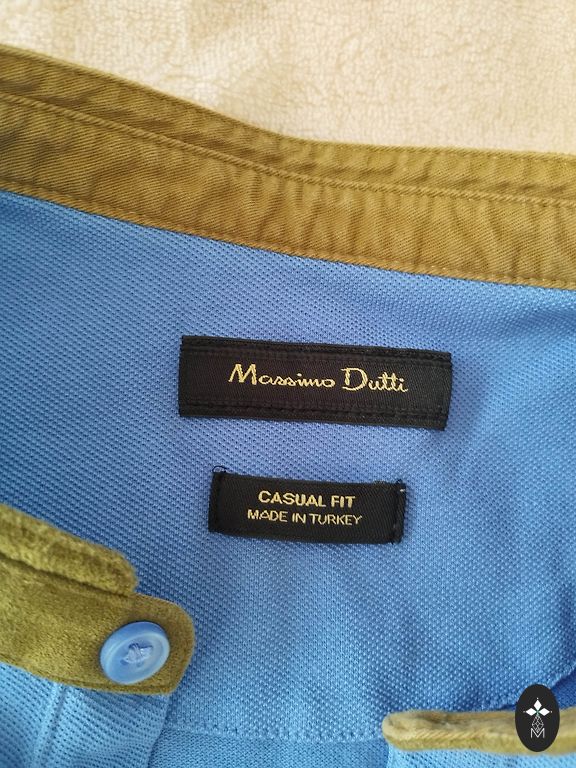 Massimo Dutti
CASUAL FIT
MADE IN TURKEY
M